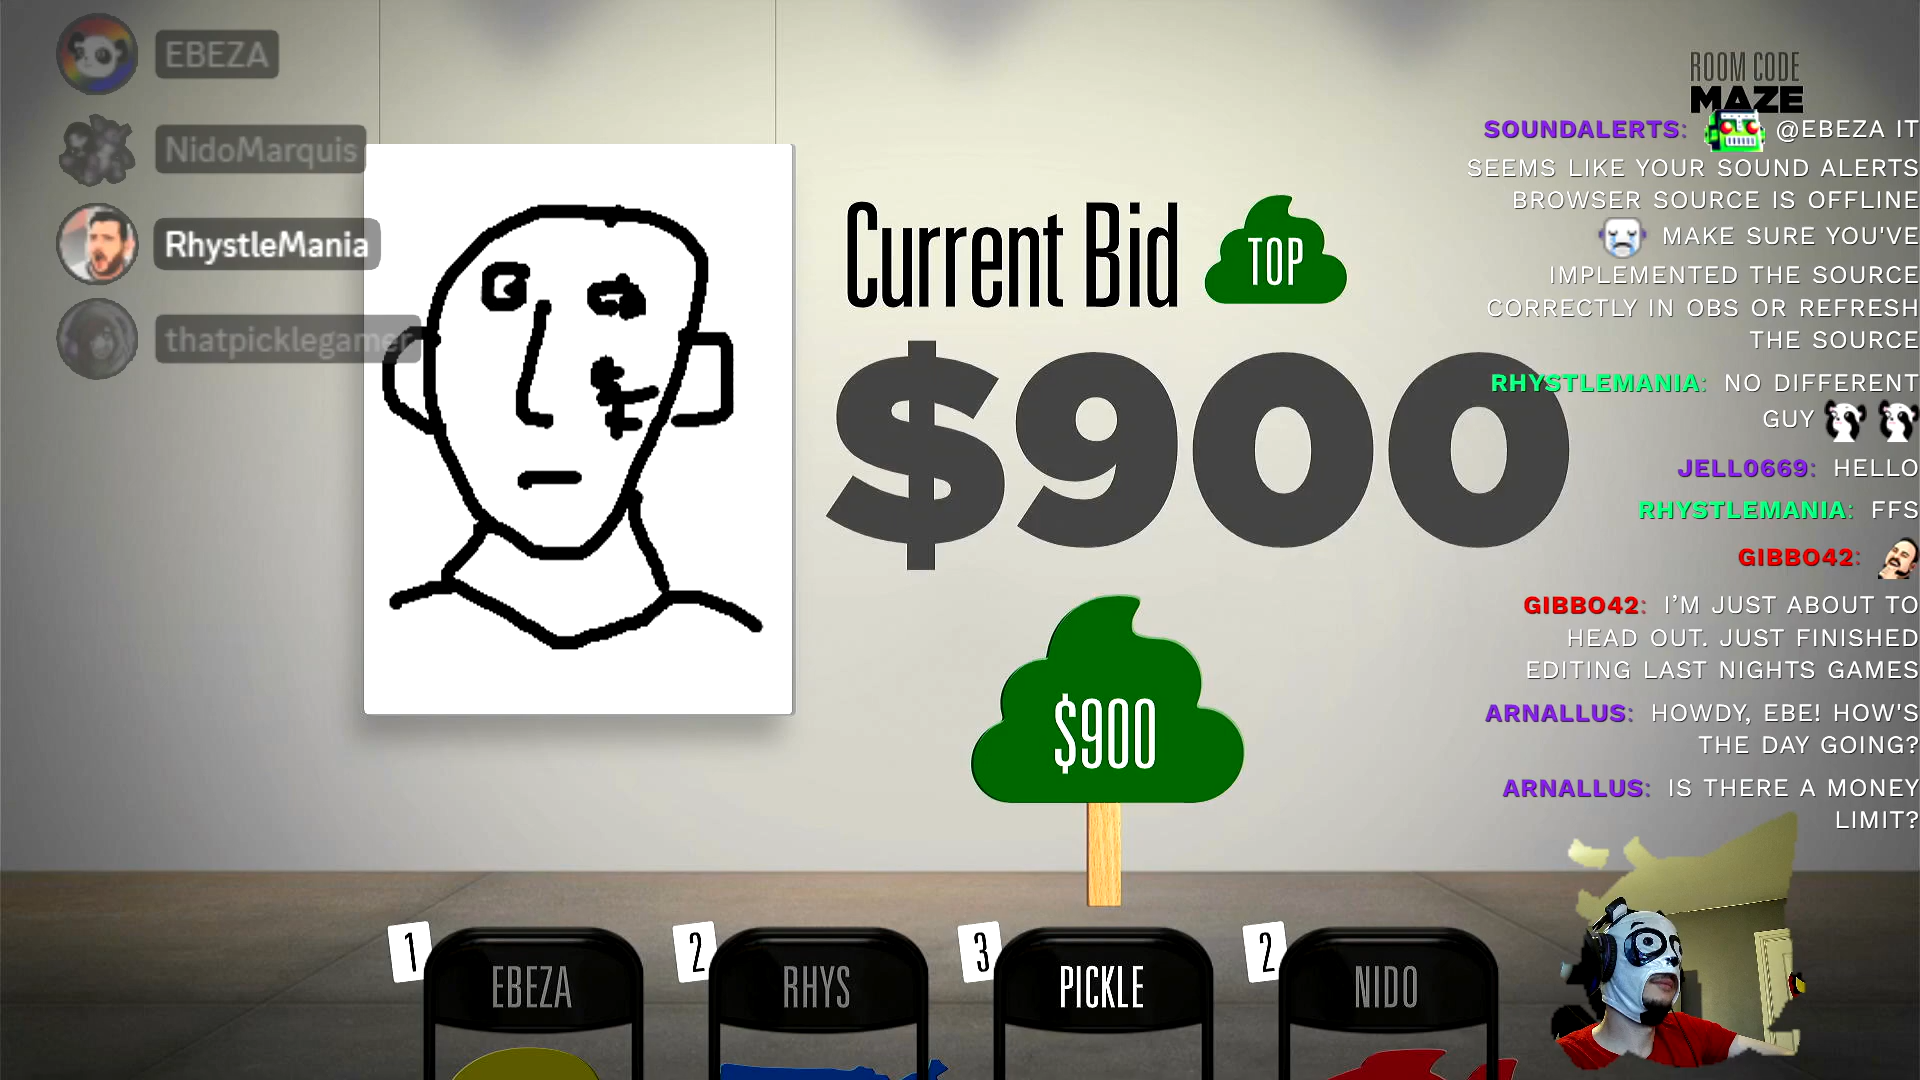 EBEZA
NidoMarquis
RhystleMania
thatpicklegamer
Current Bid
TOP
$900
$900
ROOM CODE
MAZE
SOUNDALERTS: @EBEZA IT
SEEMS LIKE YOUR SOUND ALERTS
BROWSER SOURCE IS OFFLINE
MAKE SURE YOU'VE
IMPLEMENTED THE SOURCE
CORRECTLY IN OBS OR REFRESH
THE SOURCE
RHYSTLEMANIA: NO DIFFERENT
GUY
JELL0669: HELLO
RHYSTLEMANIA: FFS
GIBBO42:
GIBBO42: I'M JUST ABOUT TO
HEAD OUT. JUST FINISHED
EDITING LAST NIGHTS GAMES
ARNALLUS: HOWDY, EBE! HOW'S
THE DAY GOING?
ARNALLUS: IS THERE A MONEY
LIMIT?
1 EBEZA
2 RHYS
3 PICKLE
2 NIDO